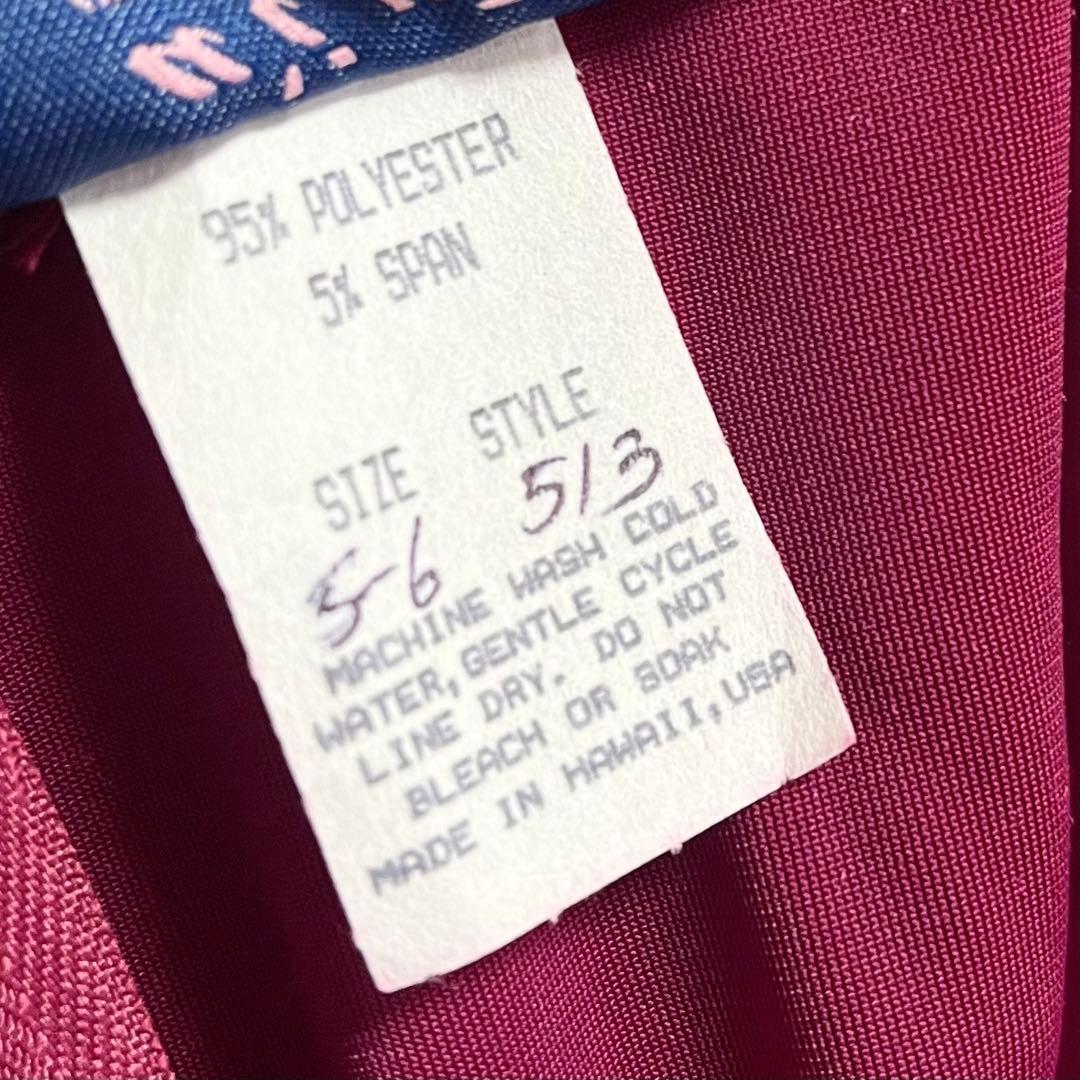 95% POLYESTER
5% SPAN
SIZE STYLE
5-6 513
MACHINE WASH COLD
WATER, GENTLE CYCLE
LINE DRY. DO NOT
BLEACH OR SOAK
MADE IN HAWAII, USA